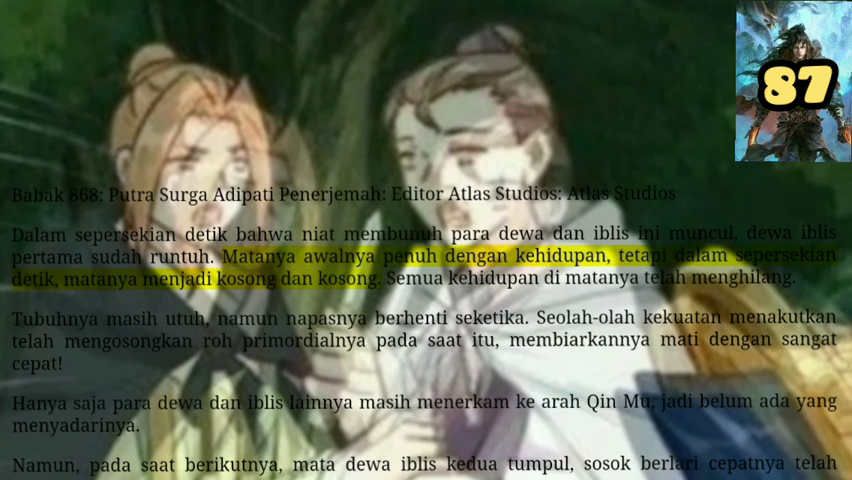 87
Babak 868: Putra Surga Adipati Penerjemah: Editor Atlas Studios: Atlas Studios
Dalam sepersekian detik bahwa niat membunuh para dewa dan iblis ini muncul, dewa iblis
pertama sudah runtuh. Matanya awalnya penuh dengan kehidupan, tetapi dalam sepersekian
detik, matanya menjadi kosong dan kosong. Semua kehidupan di matanya telah menghilang.
Tubuhnya masih utuh, namun napasnya berhenti seketika. Seolah-olah kekuatan menakutkan
telah mengosongkan roh primordialnya pada saat itu, membiarkannya mati dengan sangat
cepat!
Hanya saja para dewa dan iblis lainnya masih menerkam ke arah Qin Mu, jadi belum ada yang
menyadarinya.
Namun, pada saat berikutnya, mata dewa iblis kedua tumpul, sosok berlari cepatnya telah